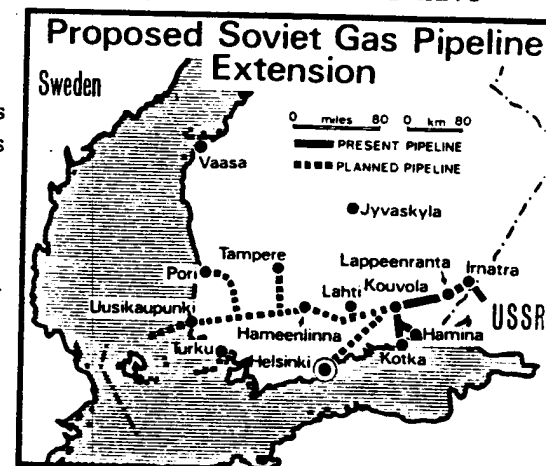 Proposed Soviet Gas Pipeline
Extension
Sweden
0 miles 80 0 km 80
PRESENT PIPELINE
PLANNED PIPELINE
Vaasa
Jyvaskyla
Lappeenranta
Tampere
Pori
Lahti
Kouvola
Irnatra
Uusikaupunki
USSR
Hameenlinna
Hamina
Turku
Helsinki
Kotka